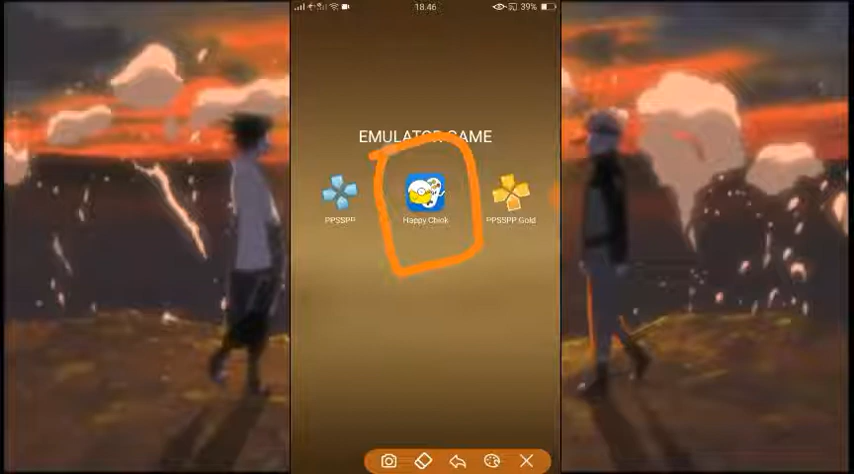 18.46
39%
EMULATOR GAME
PPSSPP
Happy Chick
PPSSPP Gold